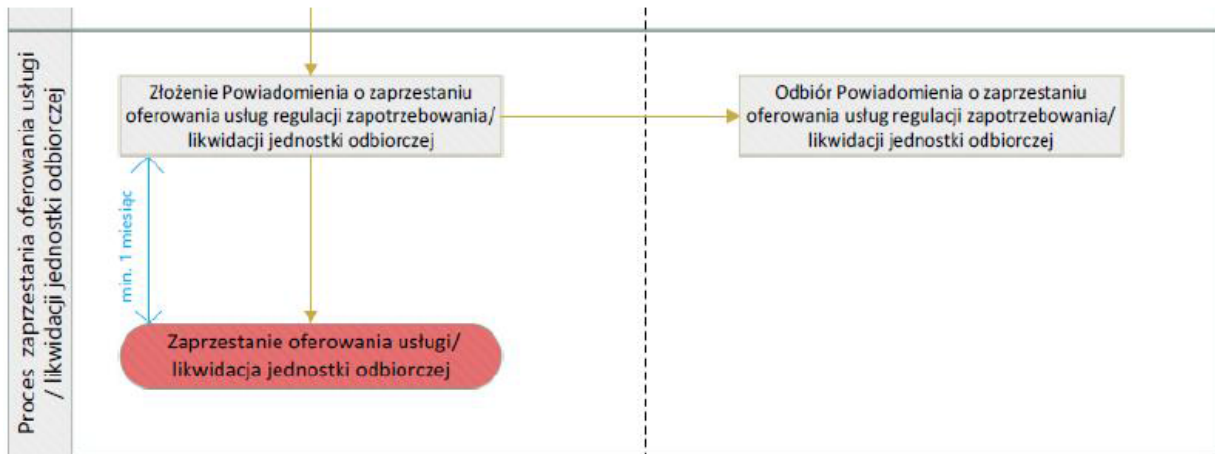 Proces zaprzestania oferowania usługi
/ likwidacji jednostki odbiorczej
Złożenie Powiadomienia o zaprzestaniu
oferowania usług regulacji zapotrzebowania/
likwidacji jednostki odbiorczej
Odbiór Powiadomienia o zaprzestaniu
oferowania usług regulacji zapotrzebowania/
likwidacji jednostki odbiorczej
min. 1 miesiąc
Zaprzestanie oferowania usługi/
likwidacja jednostki odbiorczej